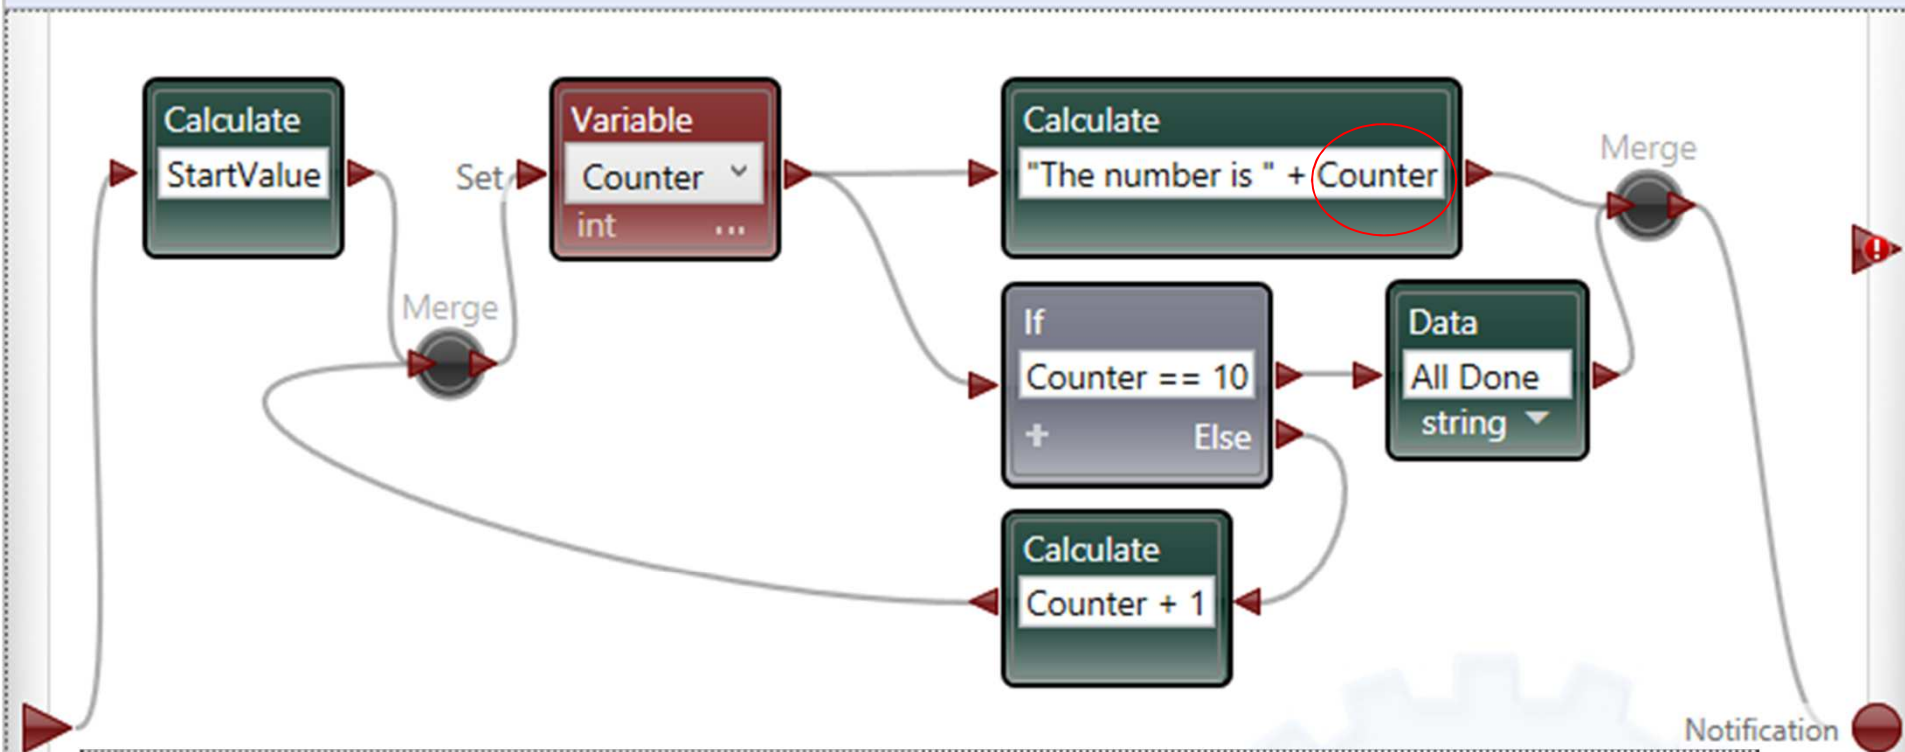 Calculate
StartValue
Merge
Set
Variable
Counter
int ...
Calculate
"The number is " + Counter
Merge
If
Counter == 10
+ Else
Data
All Done
string
Calculate
Counter + 1
!
Notification